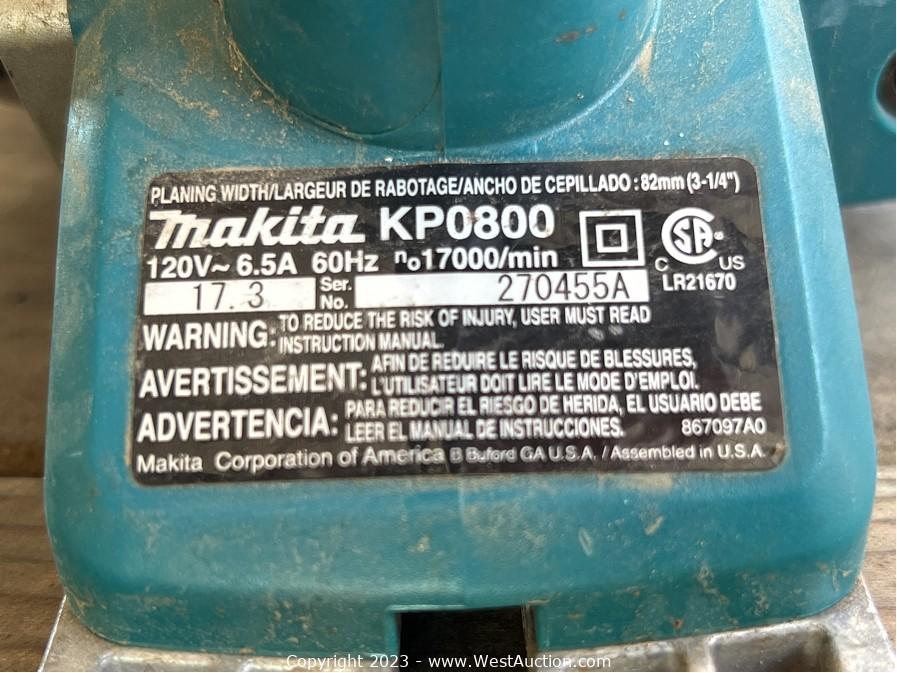 PLANING WIDTH/LARGEUR DE RABOTAGE/ANCHO DE CEPILLADO : 82mm (3-1/4")
makita KP0800
120V~ 6.5A 60Hz no17000/min
SA®
C US
LR21670
17. 3 Ser. No. 270455A
WARNING: TO REDUCE THE RISK OF INJURY, USER MUST READ
INSTRUCTION MANUAL.
AVERTISSEMENT: AFIN DE REDUIRE LE RISQUE DE BLESSURES,
L'UTILISATEUR DOIT LIRE LE MODE D'EMPLOI.
ADVERTENCIA: PARA REDUCIR EL RIESGO DE HERIDA, EL USUARIO DEBE
LEER EL MANUAL DE INSTRUCCIONES. 867097A0
Makita Corporation of America B Buford GA U.S.A. / Assembled in U.S.A.
Copyright 2023 - www.WestAuction.com